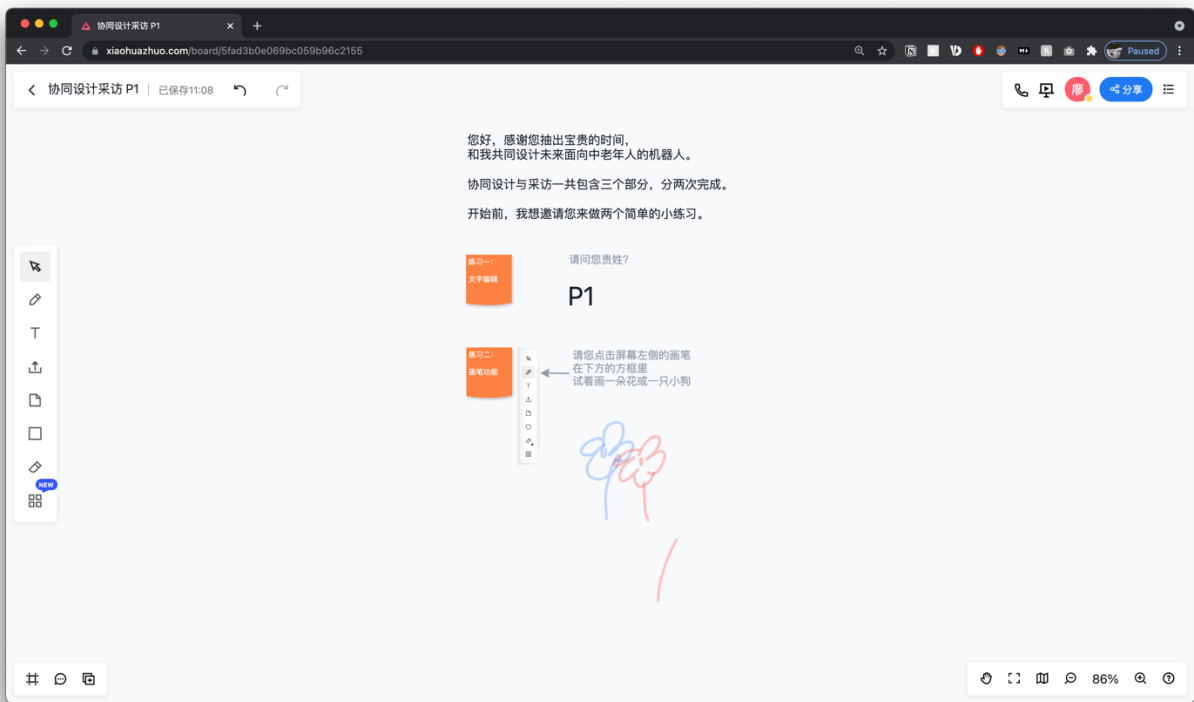 协同设计采访 P1
xiaohuazhuo.com/board/5fad3b0e069bc059b96c2155
Paused
协同设计采访 P1
已保存11:08
廖
分享
您好，感谢您抽出宝贵的时间，
和我共同设计未来面向中老年人的机器人。
协同设计与采访一共包含三个部分，分两次完成。
开始前，我想邀请您来做两个简单的小练习。
练习一：
文字编辑
请问您贵姓?
P1
练习二：
画笔功能
请您点击屏幕左侧的画笔
在下方的方框里
试着画一朵花或一只小狗
T
T
NEW
86%